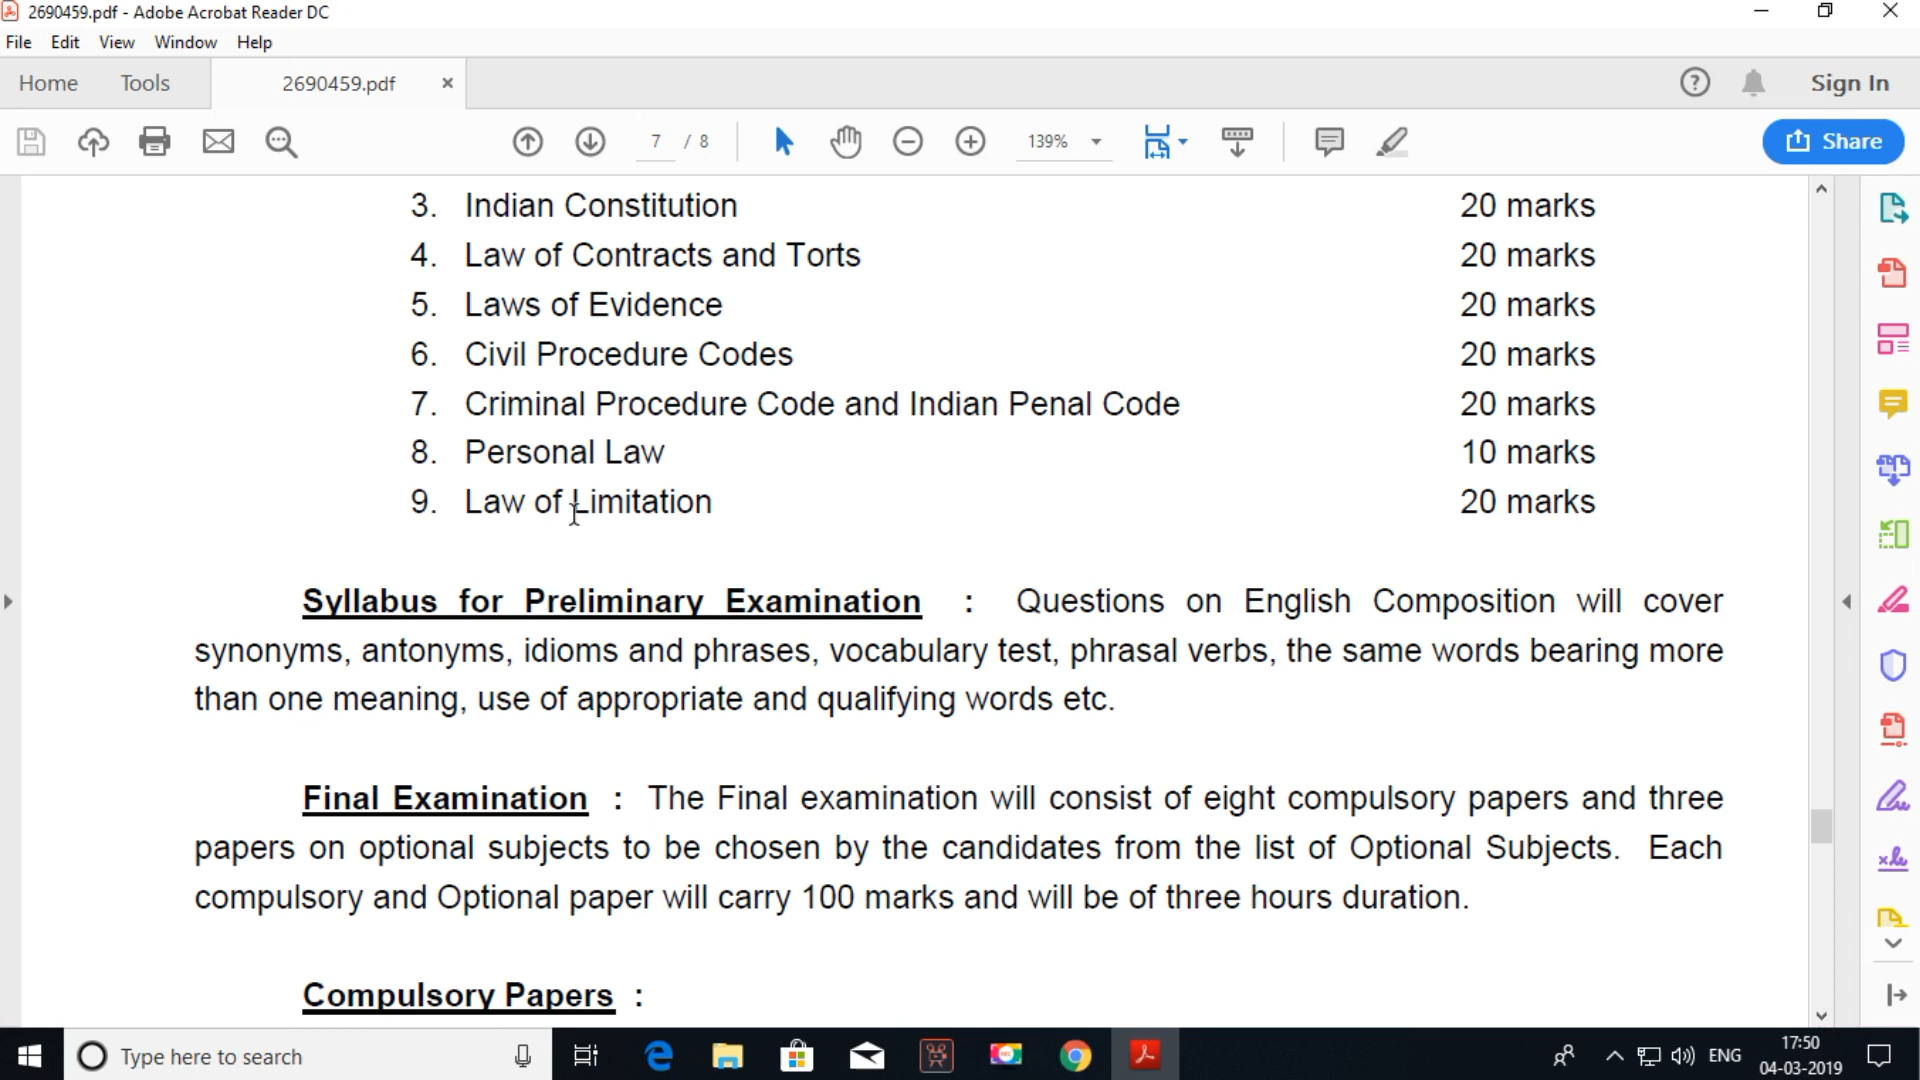 2690459.pdf - Adobe Acrobat Reader DC
File Edit View Window Help
Home Tools 2690459.pdf × Sign In
7 / 8 139% Share
3. Indian Constitution 20 marks
4. Law of Contracts and Torts 20 marks
5. Laws of Evidence 20 marks
6. Civil Procedure Codes 20 marks
7. Criminal Procedure Code and Indian Penal Code 20 marks
8. Personal Law 10 marks
9. Law of Limitation 20 marks
Syllabus for Preliminary Examination : Questions on English Composition will cover
synonyms, antonyms, idioms and phrases, vocabulary test, phrasal verbs, the same words bearing more
than one meaning, use of appropriate and qualifying words etc.
Final Examination : The Final examination will consist of eight compulsory papers and three
papers on optional subjects to be chosen by the candidates from the list of Optional Subjects. Each
compulsory and Optional paper will carry 100 marks and will be of three hours duration.
Compulsory Papers :
Type here to search ENG 17:50
04-03-2019